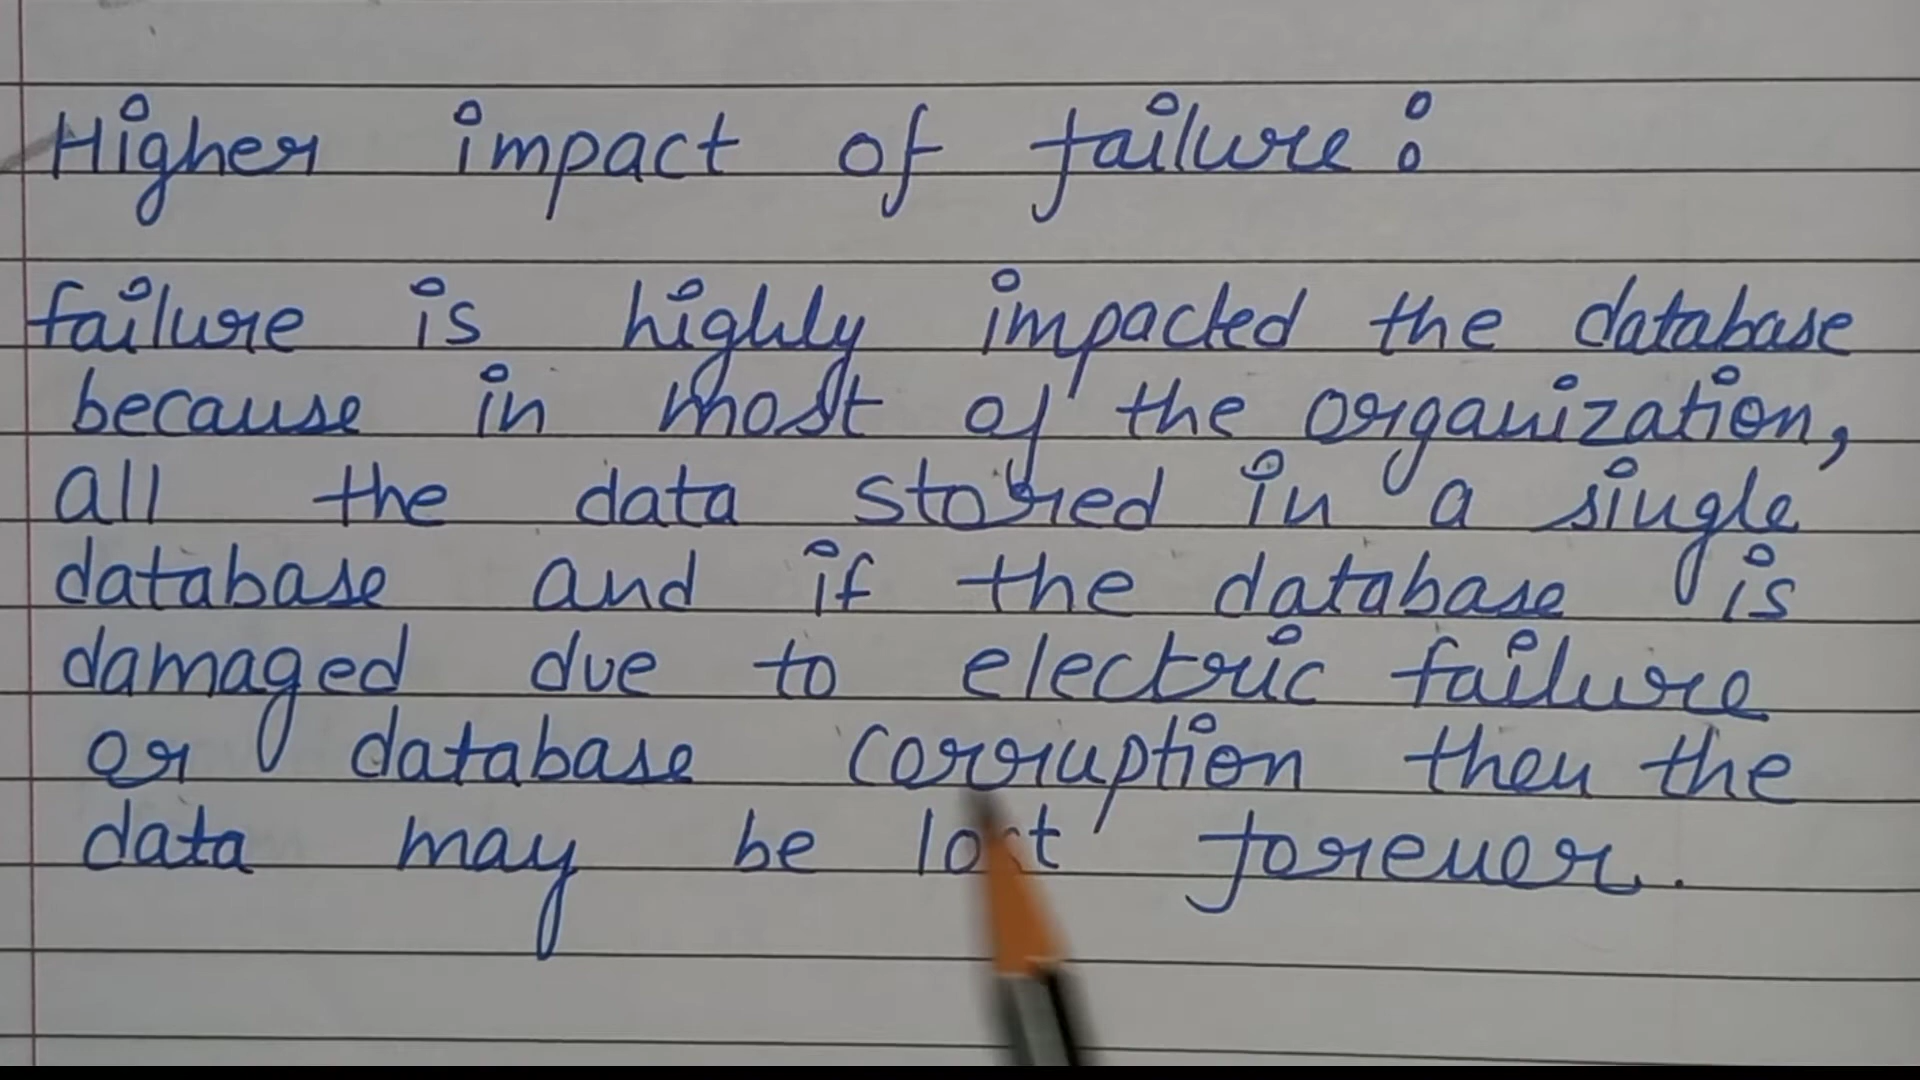 Higher impact of failure:
failure is highly impacted the database
because in most of the organization,
all the data stored in a single
database and if the database is
damaged due to electric failure
or database corruption then the
data may be lost forever.